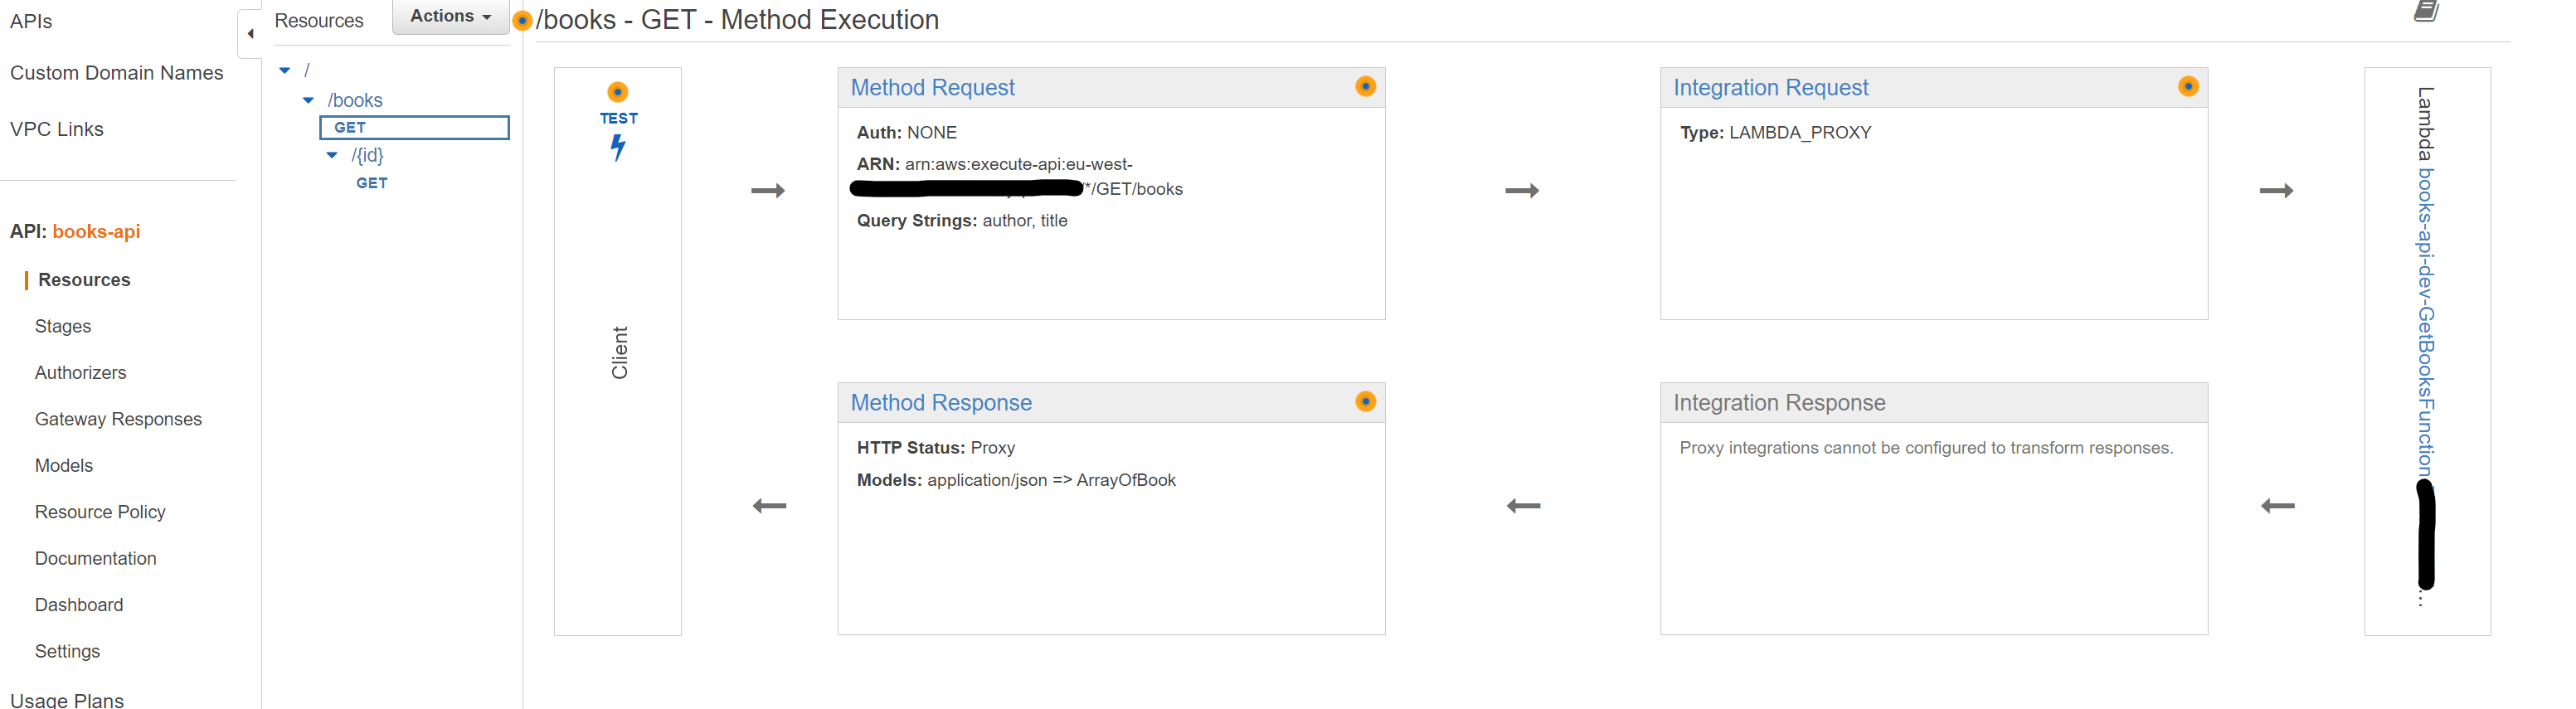 APIs
Custom Domain Names
VPC Links
API: books-api
Resources
Stages
Authorizers
Gateway Responses
Models
Resource Policy
Documentation
Dashboard
Settings
Usage Plans
Resources
Actions
/
/books
GET
/{id}
GET
/books - GET - Method Execution
TEST
Client
Method Request
Auth: NONE
ARN: arn:aws:execute-api:eu-west-
/*/GET/books
Query Strings: author, title
Integration Request
Type: LAMBDA_PROXY
Method Response
HTTP Status: Proxy
Models: application/json => ArrayOfBook
Integration Response
Proxy integrations cannot be configured to transform responses.
Lambda books-api-dev-GetBooksFunction
...